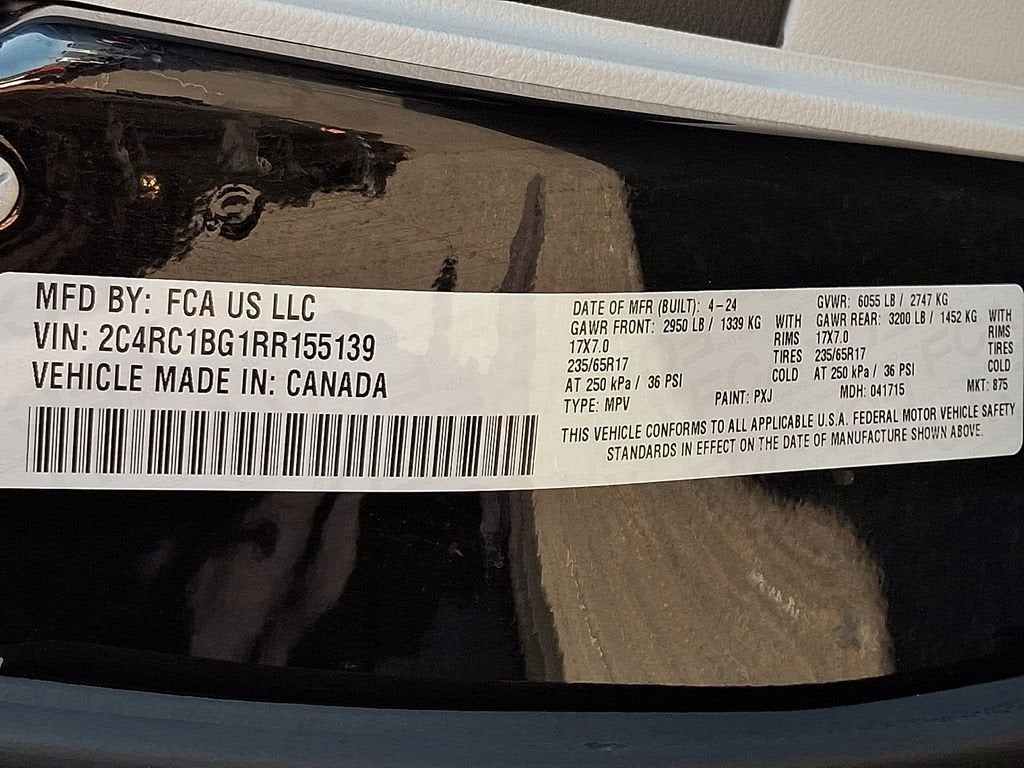 MFD BY: FCA US LLC
VIN: 2C4RC1BG1RR155139
VEHICLE MADE IN: CANADA
DATE OF MFR (BUILT): 4-24
GAWR FRONT: 2950 LB / 1339 KG WITH
17X7.0 RIMS
235/65R17 TIRES
AT 250 kPa / 36 PSI COLD
TYPE: MPV
PAINT: PXJ
GVWR: 6055 LB / 2747 KG
GAWR REAR: 3200 LB / 1452 KG WITH
17X7.0 RIMS
235/65R17 TIRES
AT 250 kPa / 36 PSI COLD
MDH: 041715
MKT: 875
THIS VEHICLE CONFORMS TO ALL APPLICABLE U.S.A. FEDERAL MOTOR VEHICLE SAFETY
STANDARDS IN EFFECT ON THE DATE OF MANUFACTURE SHOWN ABOVE.